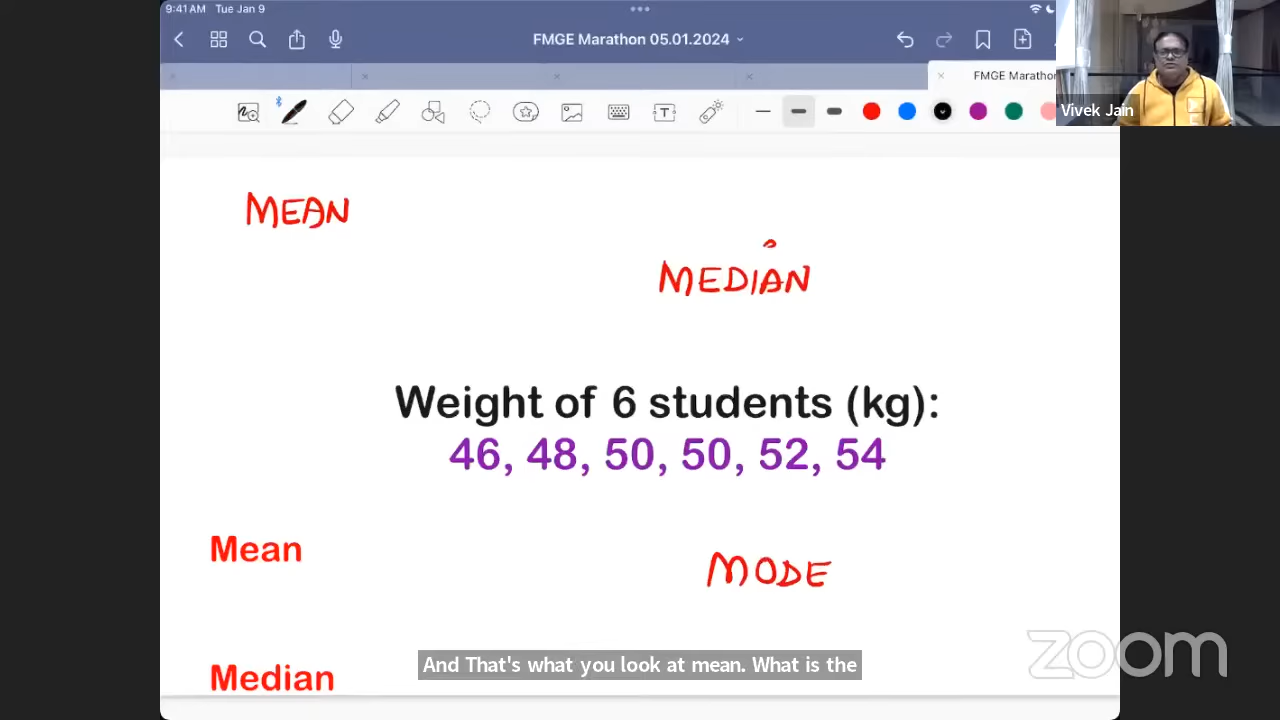 9:41 AM Tue Jan 9
FMGE Marathon 05.01.2024
FMGE Marathon
Vivek Jain
MEAN
MEDIAN
Weight of 6 students (kg):
46, 48, 50, 50, 52, 54
Mean
MODE
And That's what you look at mean. What is the
zoom
Median